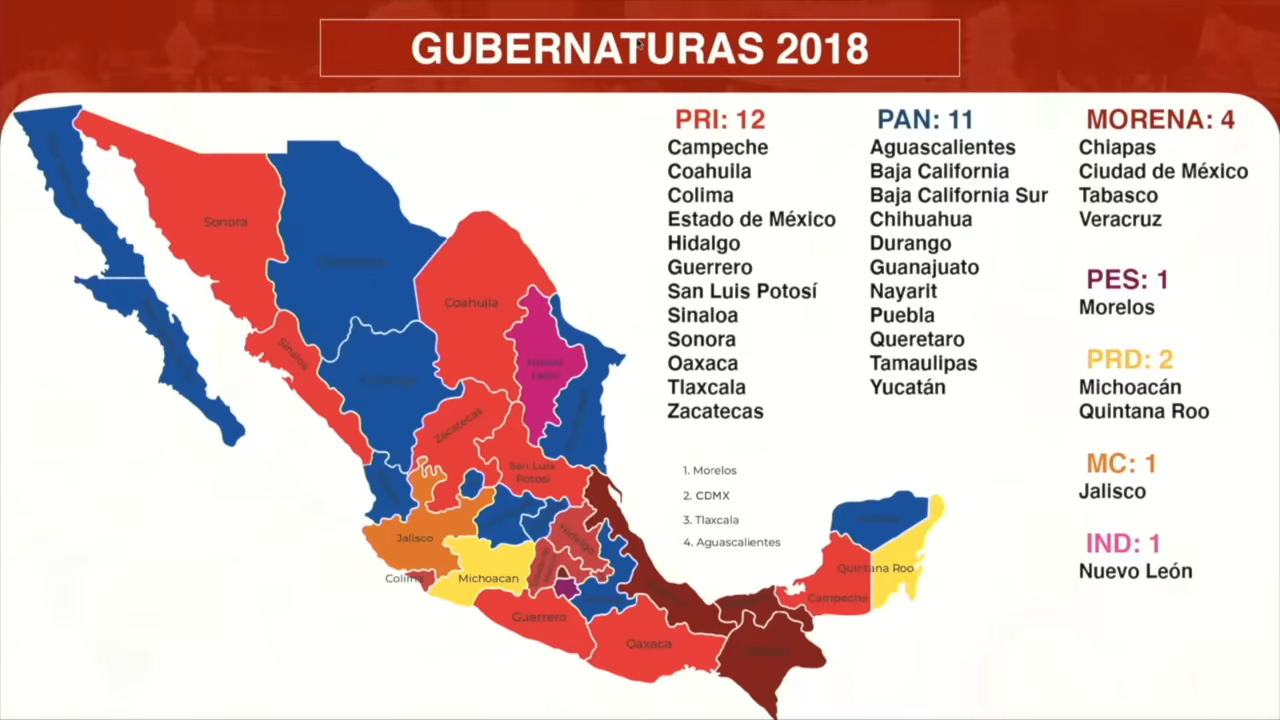 GUBERNATURAS 2018
PRI: 12
Campeche
Coahuila
Colima
Estado de México
Hidalgo
Guerrero
San Luis Potosí
Sinaloa
Sonora
Oaxaca
Tlaxcala
Zacatecas
PAN: 11
Aguascalientes
Baja California
Baja California Sur
Chihuahua
Durango
Guanajuato
Nayarit
Puebla
Queretaro
Tamaulipas
Yucatán
MORENA: 4
Chiapas
Ciudad de México
Tabasco
Veracruz
PES: 1
Morelos
PRD: 2
Michoacán
Quintana Roo
MC: 1
Jalisco
IND: 1
Nuevo León
1. Morelos
2. CDMX
3. Tlaxcala
4. Aguascalientes
Sonora
Coahuila
Sinaloa
Nuevo
León
Zacatecas
San Luis
Potosí
Jalisco
Hidalgo
Colima
Michoacan
Quintana Roo
Campeche
Guerrero
Oaxaca